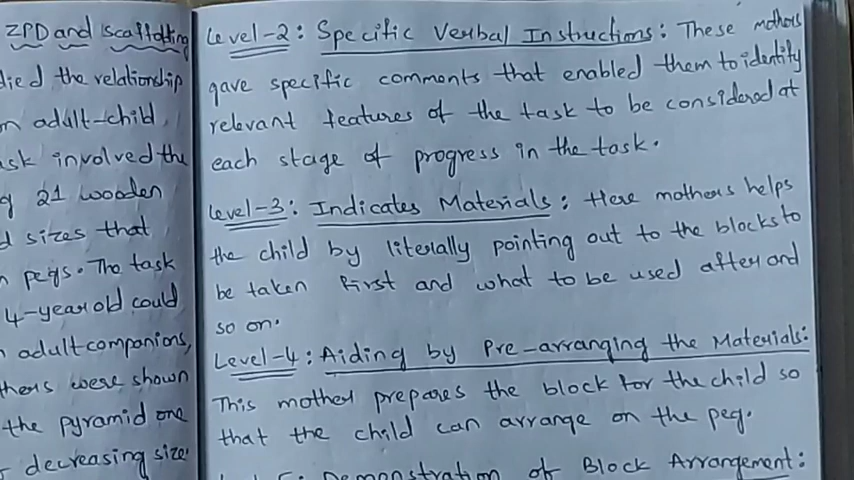 ZPD and Scaffolding
died the relationship
n adult-child
ask involved the
g 21 wooden
d sizes that
n pegs. The task
4-year old could
n adult companions,
thers were shown
the pyramid one
decreasing size.
Level-2: Specific Verbal Instructions: These mothers
gave specific comments that enabled them to identify
relevant features of the task to be considered at
each stage of progress in the task.
Level-3: Indicates Materials: Here mothers helps
the child by literally pointing out to the blocks to
be taken first and what to be used after and
so on.
Level-4: Aiding by Pre-arranging the Materials:
This mother prepares the block for the child so
that the child can arrange on the peg.
Demonstration of Block Arrangement: